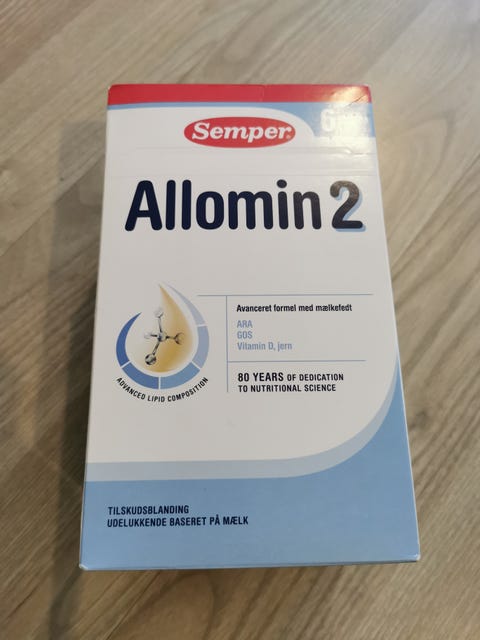 Semper
Allomin 2
Avanceret formel med mælkefedt
ARA
GOS
Vitamin D, jern
80 YEARS OF DEDICATION
TO NUTRITIONAL SCIENCE
ADVANCED LIPID COMPOSITION
TILSKUDSBLANDING
UDELUKKENDE BASERET PÅ MÆLK